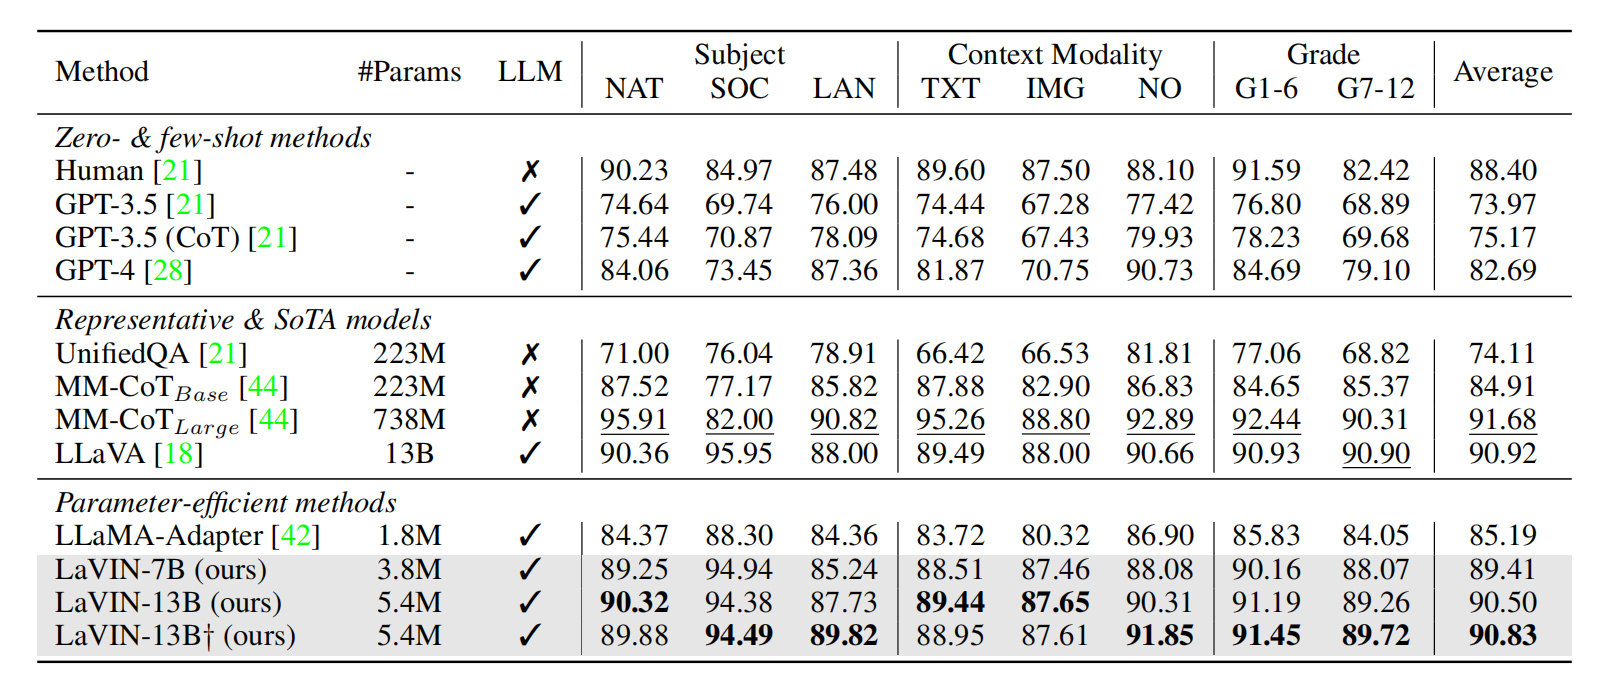 Method #Params LLM Subject Context Modality Grade Average
NAT SOC LAN TXT IMG NO G1-6 G7-12
Zero- & few-shot methods
Human [21] - ✗ 90.23 84.97 87.48 89.60 87.50 88.10 91.59 82.42 88.40
GPT-3.5 [21] - ✓ 74.64 69.74 76.00 74.44 67.28 77.42 76.80 68.89 73.97
GPT-3.5 (CoT) [21] - ✓ 75.44 70.87 78.09 74.68 67.43 79.93 78.23 69.68 75.17
GPT-4 [28] - ✓ 84.06 73.45 87.36 81.87 70.75 90.73 84.69 79.10 82.69
Representative & SoTA models
UnifiedQA [21] 223M ✗ 71.00 76.04 78.91 66.42 66.53 81.81 77.06 68.82 74.11
MM-CoT Base [44] 223M ✗ 87.52 77.17 85.82 87.88 82.90 86.83 84.65 85.37 84.91
MM-CoT Large [44] 738M ✗ 95.91 82.00 90.82 95.26 88.80 92.89 92.44 90.31 91.68
LLaVA [18] 13B ✓ 90.36 95.95 88.00 89.49 88.00 90.66 90.93 90.90 90.92
Parameter-efficient methods
LLaMA-Adapter [42] 1.8M ✓ 84.37 88.30 84.36 83.72 80.32 86.90 85.83 84.05 85.19
LaVIN-7B (ours) 3.8M ✓ 89.25 94.94 85.24 88.51 87.46 88.08 90.16 88.07 89.41
LaVIN-13B (ours) 5.4M ✓ 90.32 94.38 87.73 89.44 87.65 90.31 91.19 89.26 90.50
LaVIN-13B† (ours) 5.4M ✓ 89.88 94.49 89.82 88.95 87.61 91.85 91.45 89.72 90.83